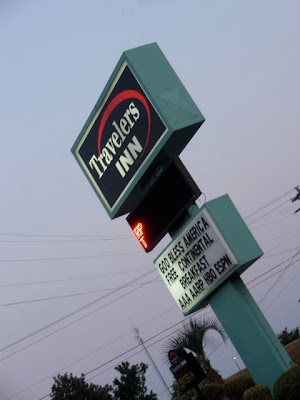 Travelers
INN
GOD BLESS AMERICA
FREE CONTINENTAL
BREAKFAST
AAA AARP HBO ESPN